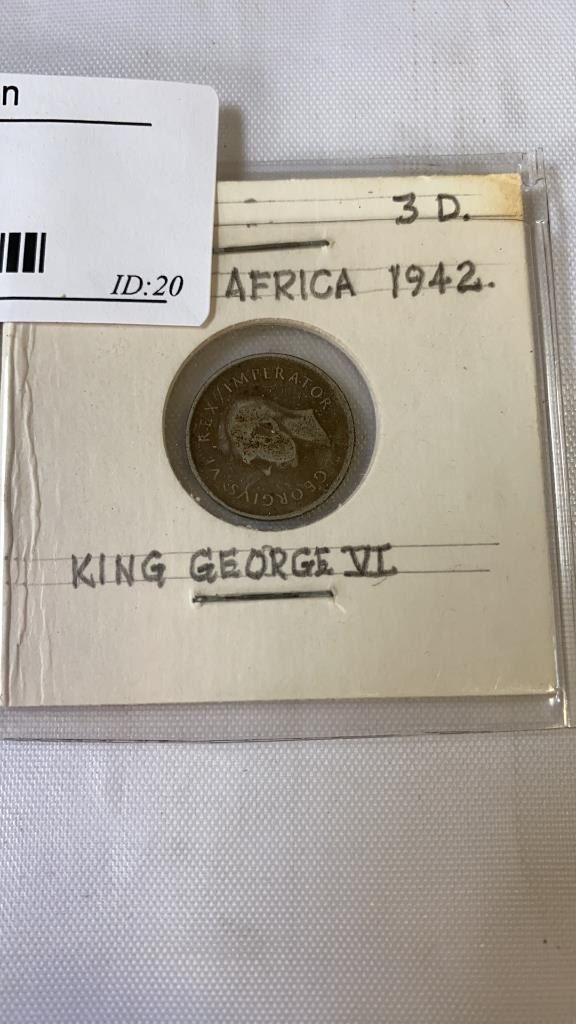 n
ID:20
3 D.
AFRICA 1942.
GEORGIVS VI REX IMPERATOR
KING GEORGE VI